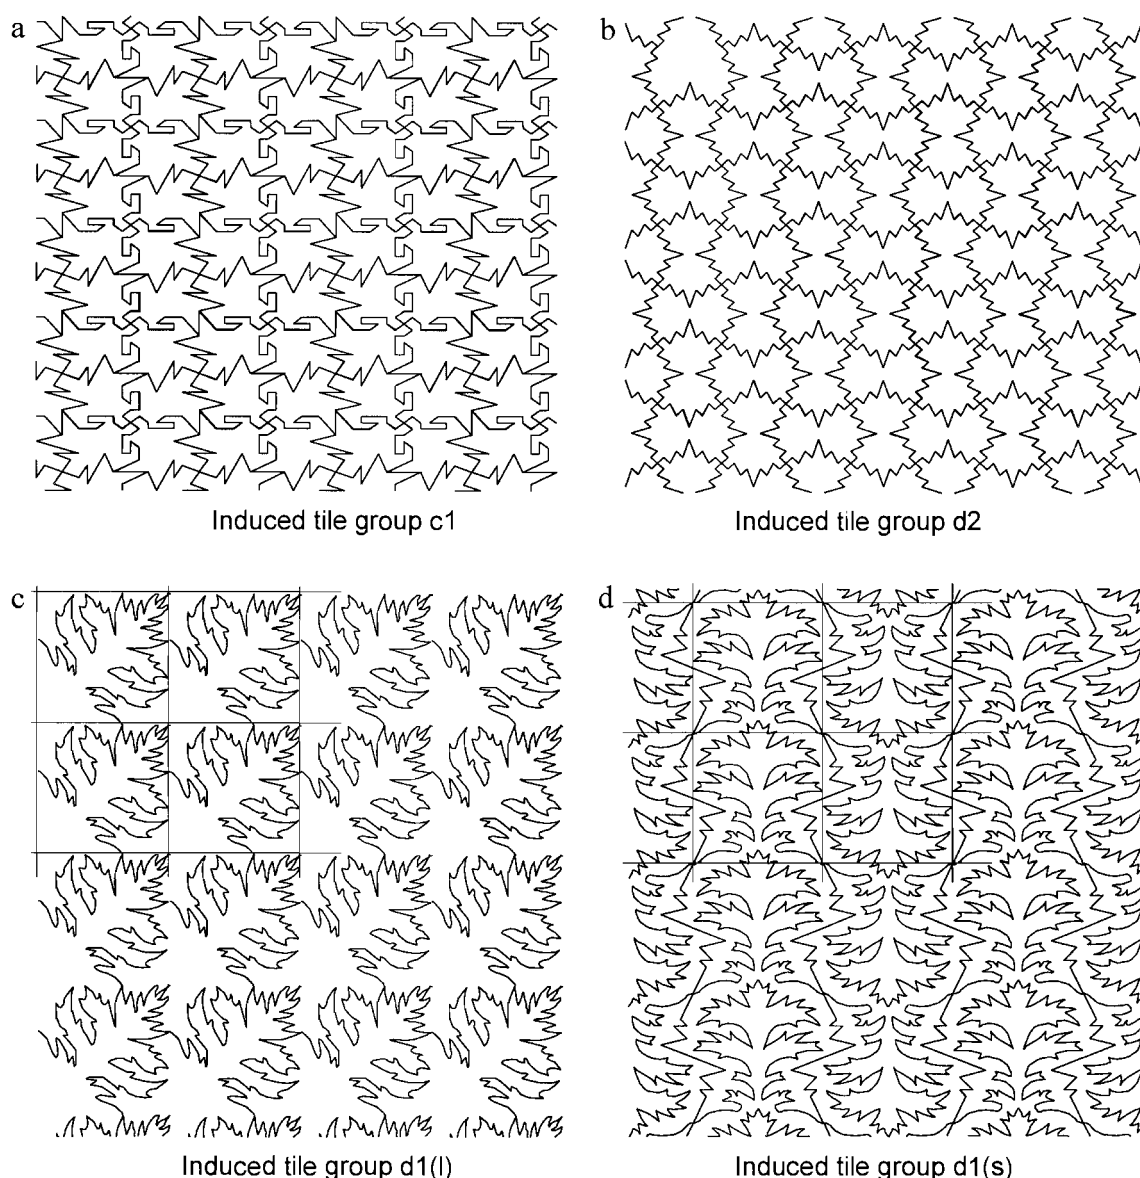 a
b
Induced tile group c1
Induced tile group d2
c
d
Induced tile group d1(l)
Induced tile group d1(s)